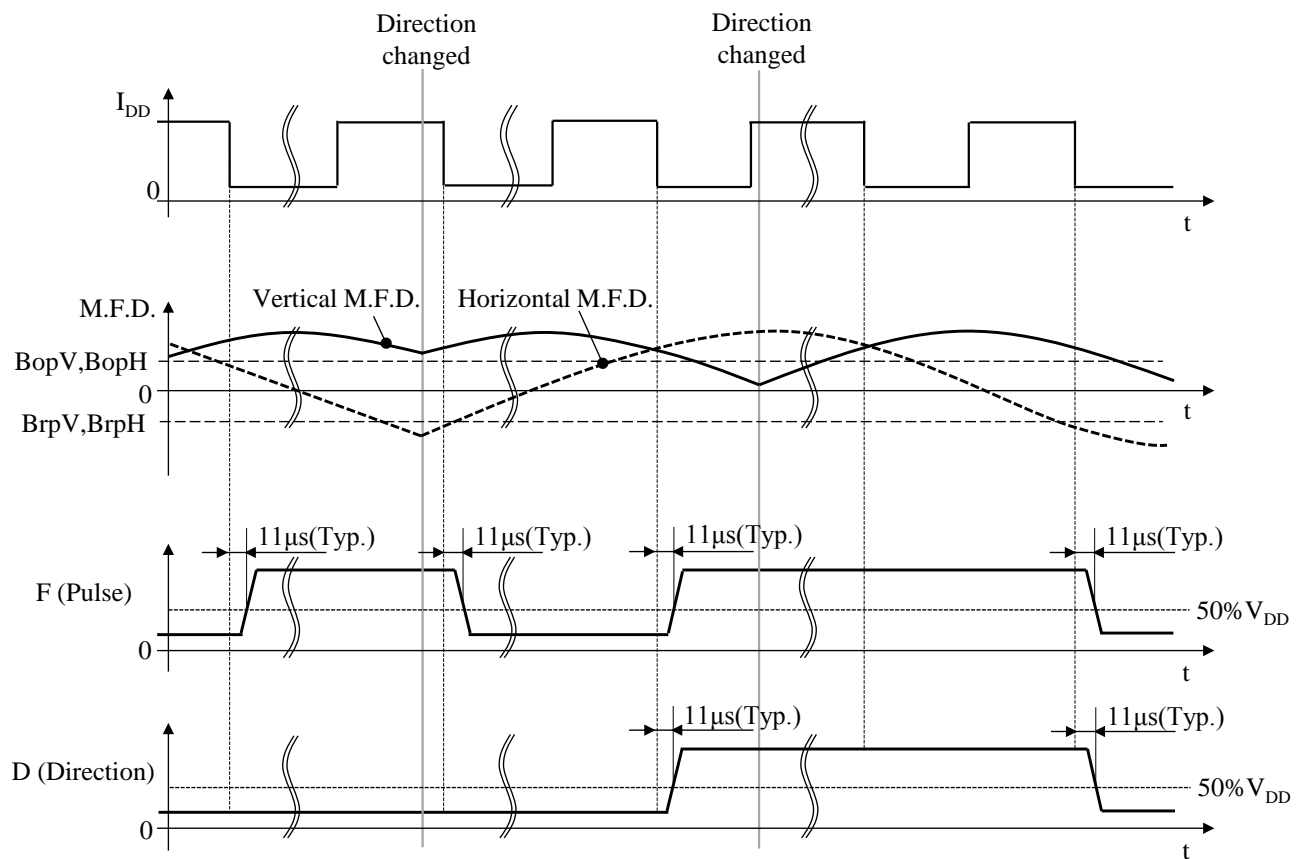 Direction
changed
Direction
changed
I_DD
0
t
M.F.D.
Vertical M.F.D.
Horizontal M.F.D.
BopV,BopH
0
t
BrpV,BrpH
11μs(Typ.)
11μs(Typ.)
11μs(Typ.)
11μs(Typ.)
F (Pulse)
50%V_DD
0
t
11μs(Typ.)
11μs(Typ.)
D (Direction)
50%V_DD
0
t